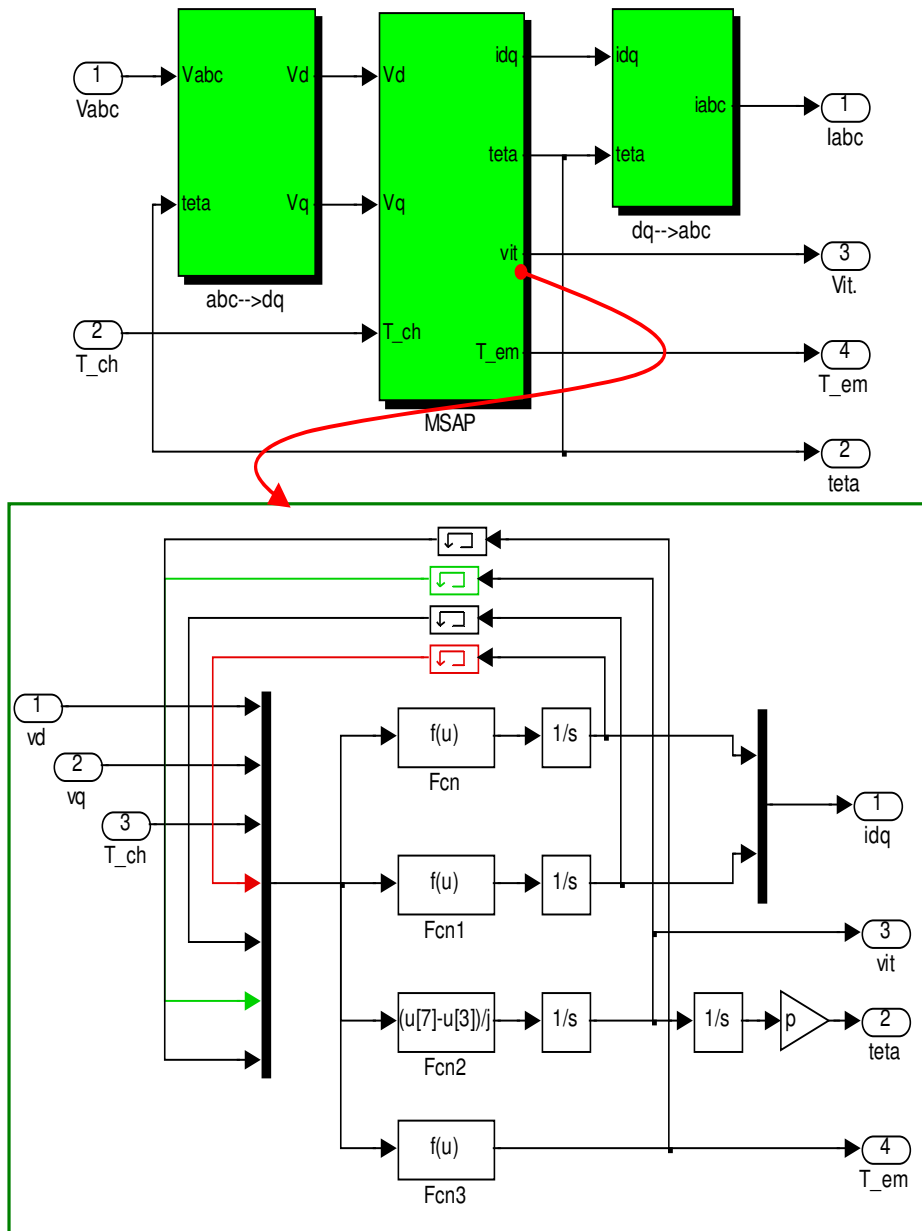 1
Vabc
2
T_ch
Vabc
Vd
teta
Vq
abc-->dq
Vd
idq
teta
Vq
vit
T_ch
T_em
MSAP
idq
iabc
teta
dq-->abc
1
Iabc
3
Vit.
4
T_em
2
teta
1
vd
2
vq
3
T_ch
f(u)
Fcn
1/s
f(u)
Fcn1
1/s
(u[7]-u[3])/j
Fcn2
1/s
1/s
p
f(u)
Fcn3
1
idq
3
vit
2
teta
4
T_em